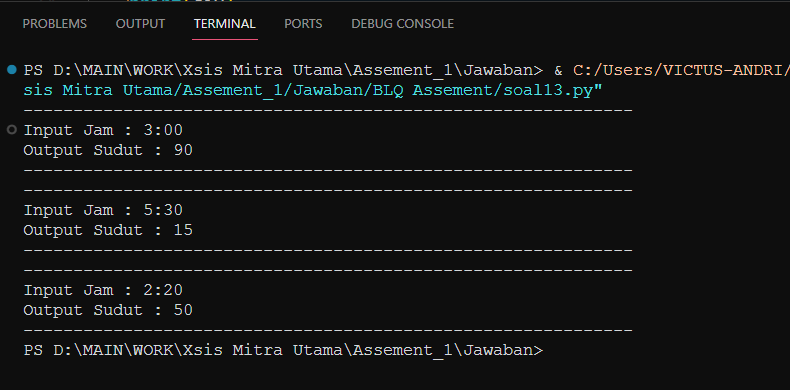 PROBLEMS OUTPUT TERMINAL PORTS DEBUG CONSOLE
PS D:\MAIN\WORK\Xsis Mitra Utama\Assement_1\Jawaban> & C:/Users/VICTUS-ANDRI/
sis Mitra Utama/Assement_1/Jawaban/BLQ Assement/soal13.py"
-------------------------------------------------------------
Input Jam : 3:00
Output Sudut : 90
-------------------------------------------------------------
-------------------------------------------------------------
Input Jam : 5:30
Output Sudut : 15
-------------------------------------------------------------
-------------------------------------------------------------
Input Jam : 2:20
Output Sudut : 50
-------------------------------------------------------------
PS D:\MAIN\WORK\Xsis Mitra Utama\Assement_1\Jawaban>